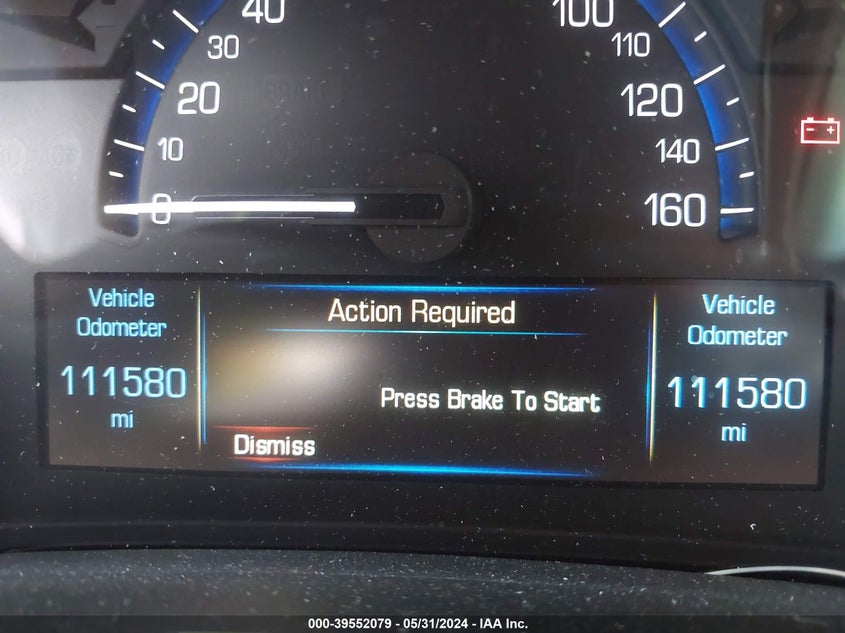 40
100
30
110
20
120
10
140
0
160
Vehicle
Odometer
111580
mi
Action Required
Press Brake To Start
Dismiss
Vehicle
Odometer
111580
mi
000-39552079 - 05/31/2024 - IAA Inc.